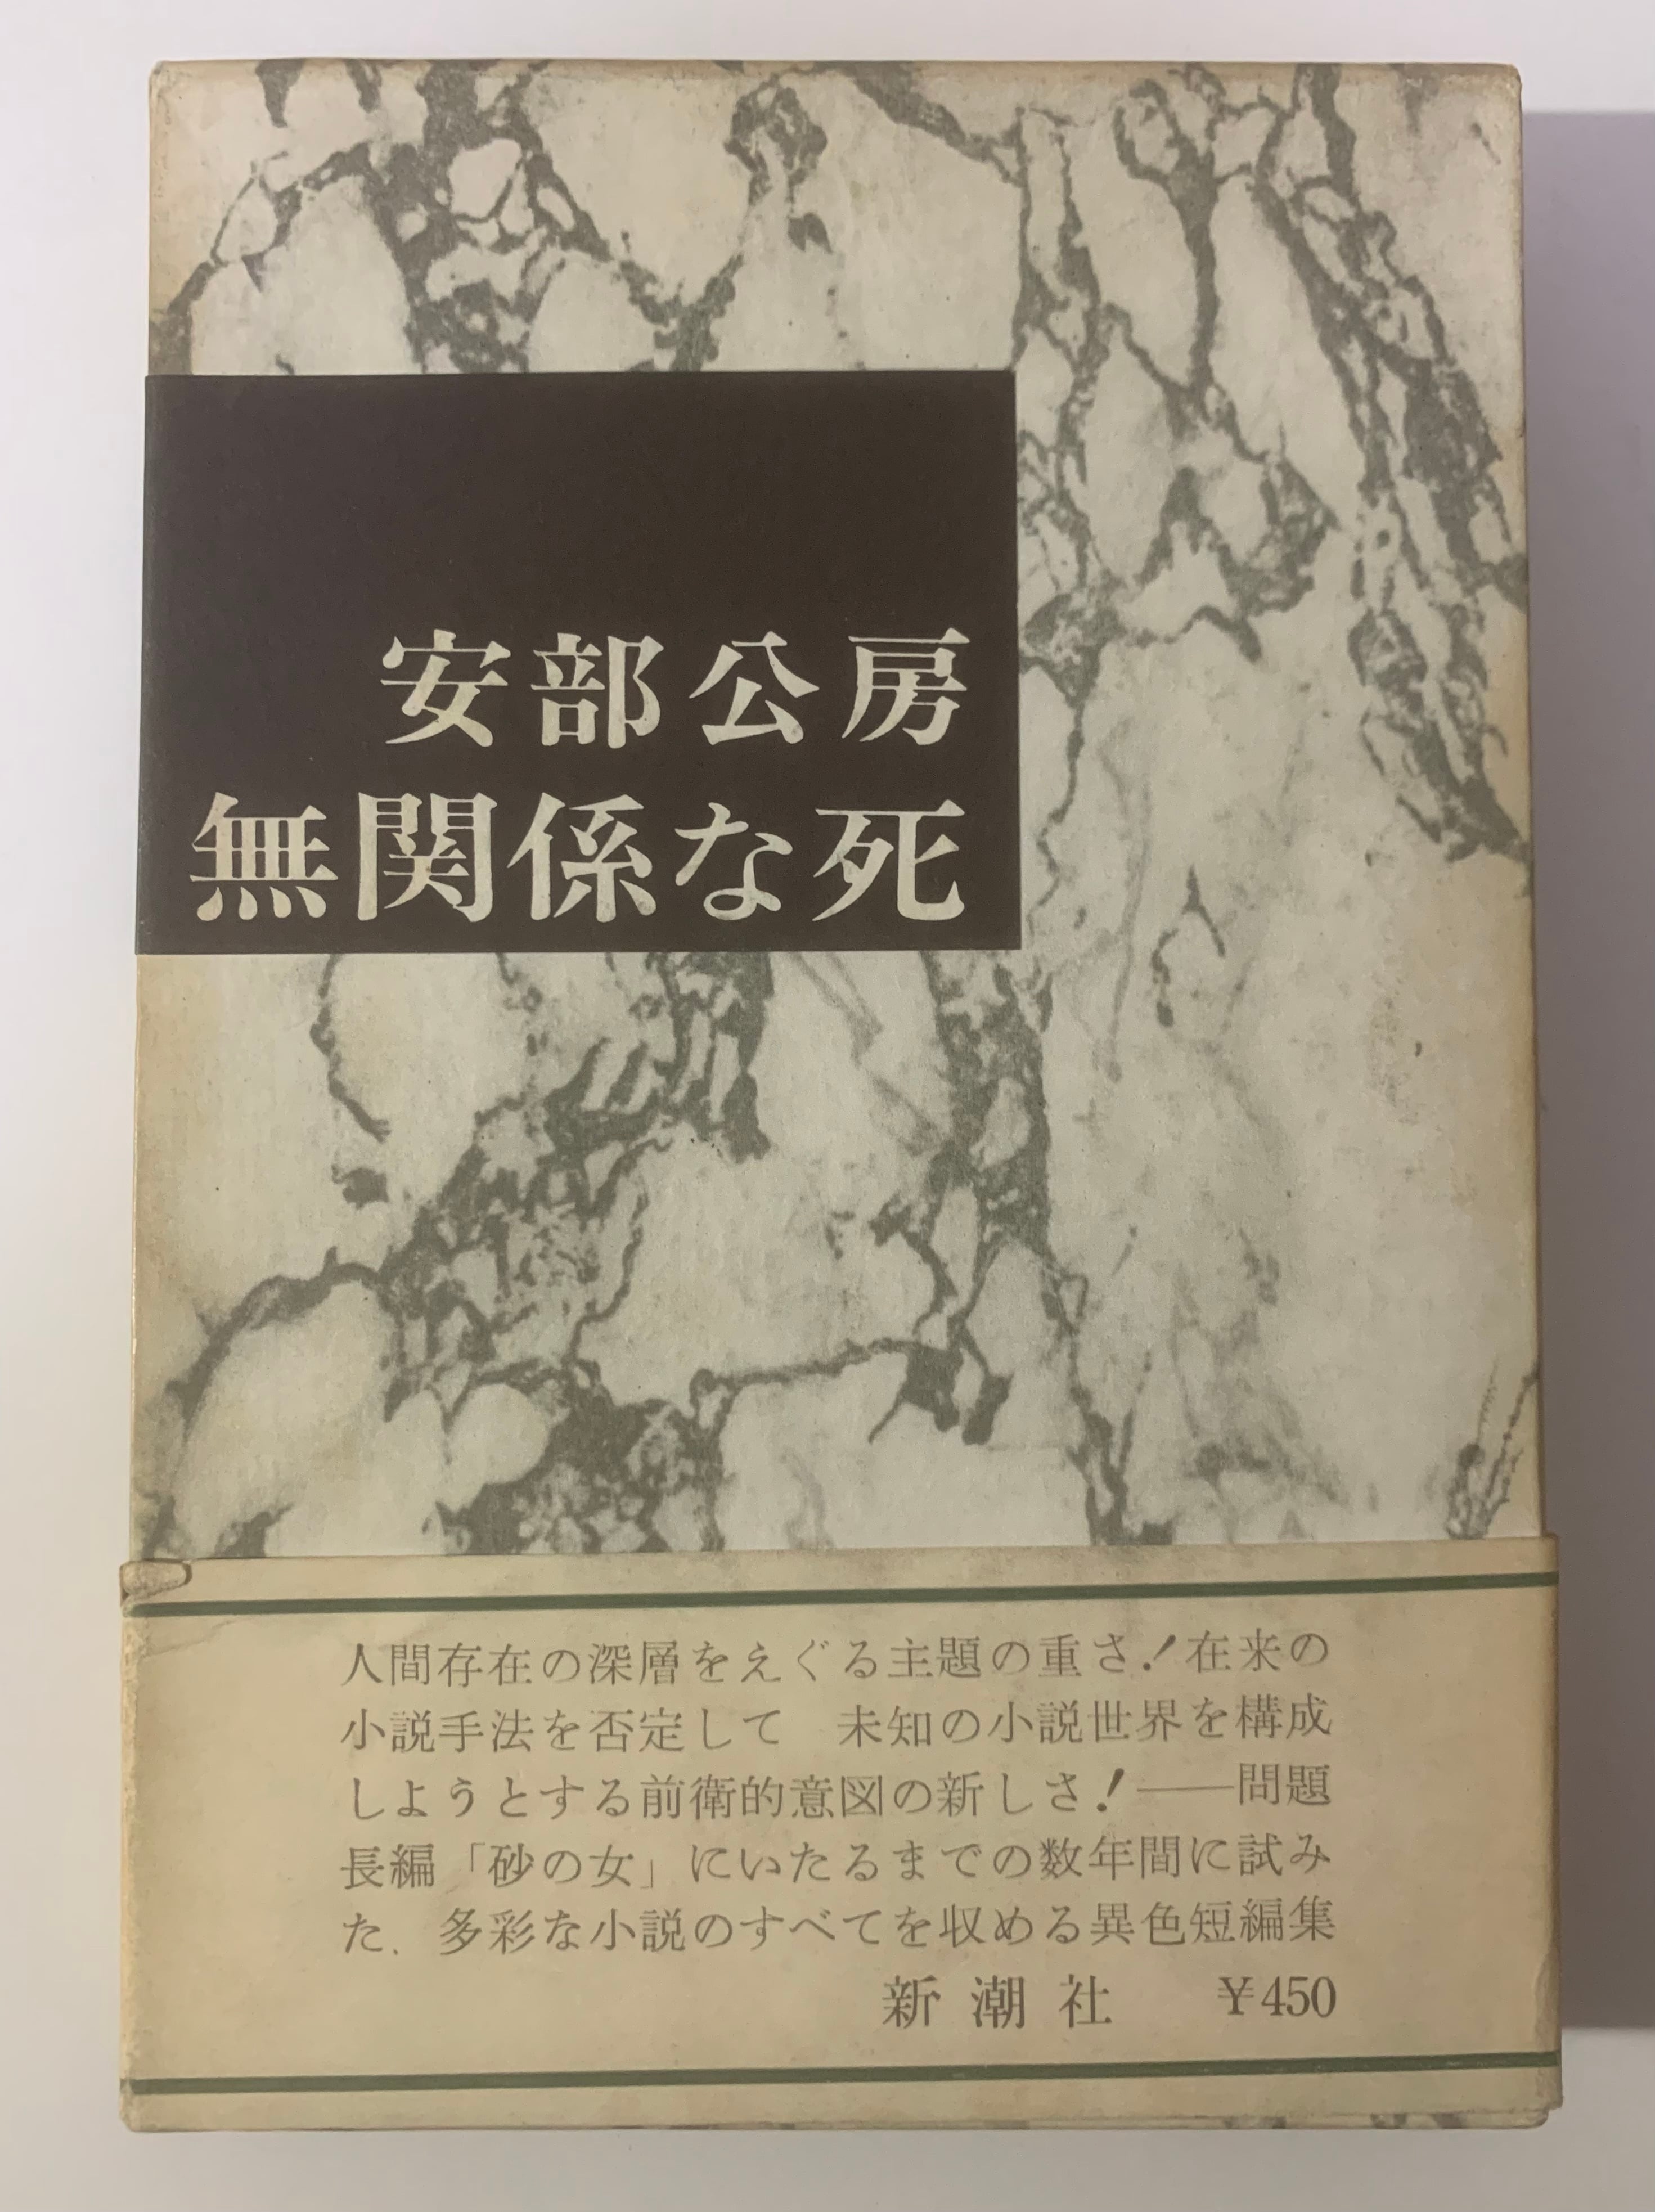 安部公房
無関係な死
人間存在の深層をえぐる主題の重さ！在来の
小説手法を否定して　未知の小説世界を構成
しようとする前衛的意図の新しさ！――問題
長編「砂の女」にいたるまでの数年間に試み
た．多彩な小説のすべてを収める異色短編集
新潮社　¥450